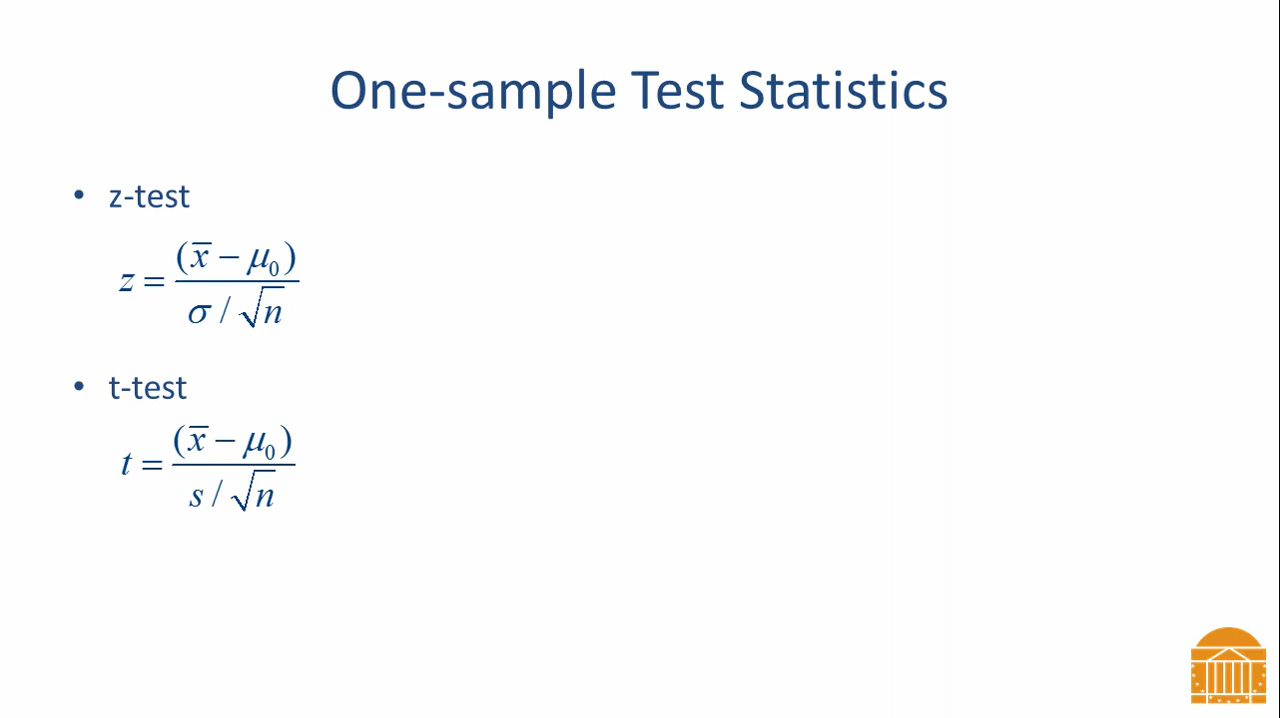 One-sample Test Statistics
• z-test
z = (x̄ − μ₀) / (σ / √n)
• t-test
t = (x̄ − μ₀) / (s / √n)